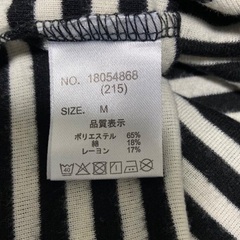 NO. 18054868
(215)
SIZE. M
品質表示
ポリエステル 65%
綿 18%
レーヨン 17%